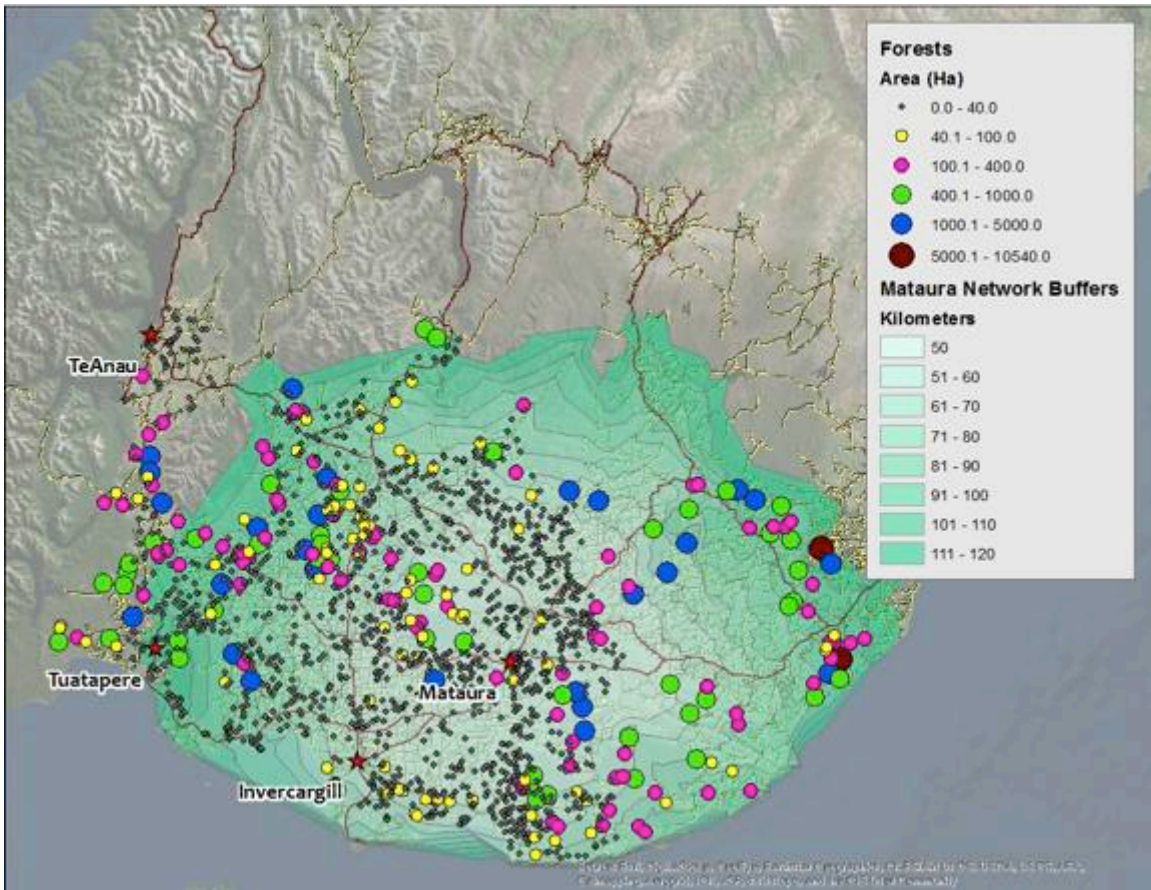 Forests
Area (Ha)
0.0 - 40.0
40.1 - 100.0
100.1 - 400.0
400.1 - 1000.0
1000.1 - 5000.0
5000.1 - 10540.0
Mataura Network Buffers
Kilometers
50
51 - 60
61 - 70
71 - 80
81 - 90
91 - 100
101 - 110
111 - 120
TeAnau
Tuatapere
Mataura
Invercargill